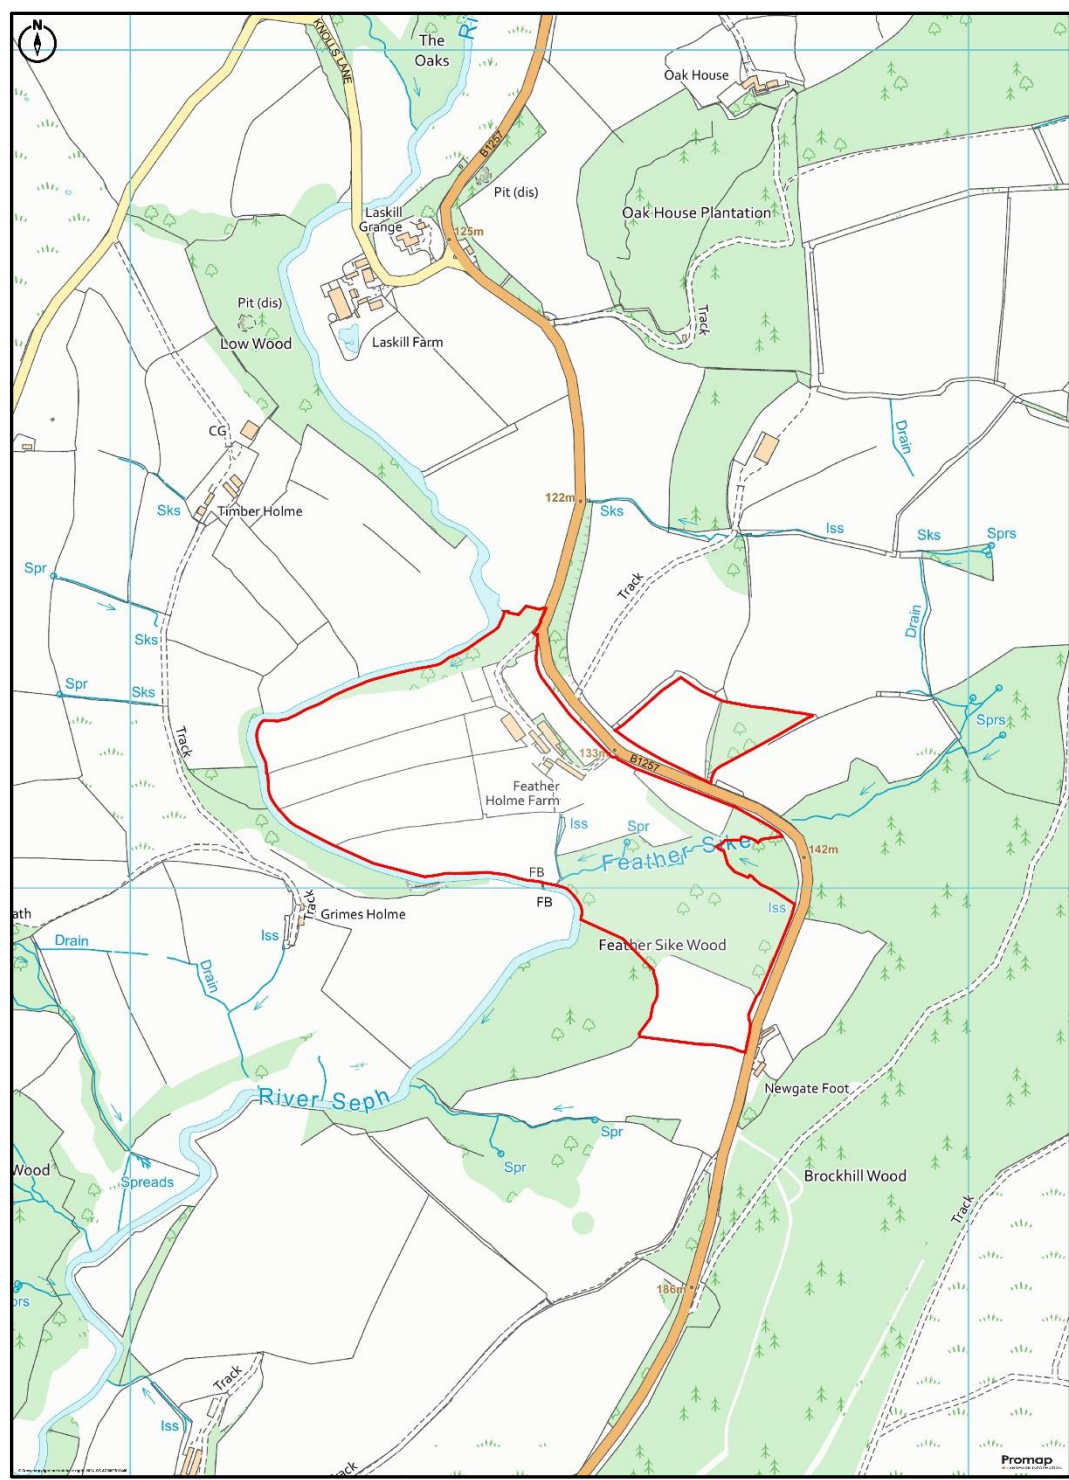 N
KNOLLS LANE
The
Oaks
Ri
Oak House
B1257
Pit (dis)
Laskill
Grange
125m
Oak House Plantation
Pit (dis)
Low Wood
Laskill Farm
Track
CG
Drain
122m
Sks
Timber Holme
Sks
Iss
Sks
Sprs
Spr
Track
Drain
Sks
Spr
Sks
Track
Sprs
133m
B1257
Feather
Holme Farm
Iss
Spr
Feather Sike
142m
FB
FB
Iss
ath
Track
Grimes Holme
Iss
Drain
Feather Sike Wood
Drain
River Seph
Newgate Foot
Spr
Spr
Wood
Spreads
Brockhill Wood
Track
186m
prs
Track
Iss
Track
Promap